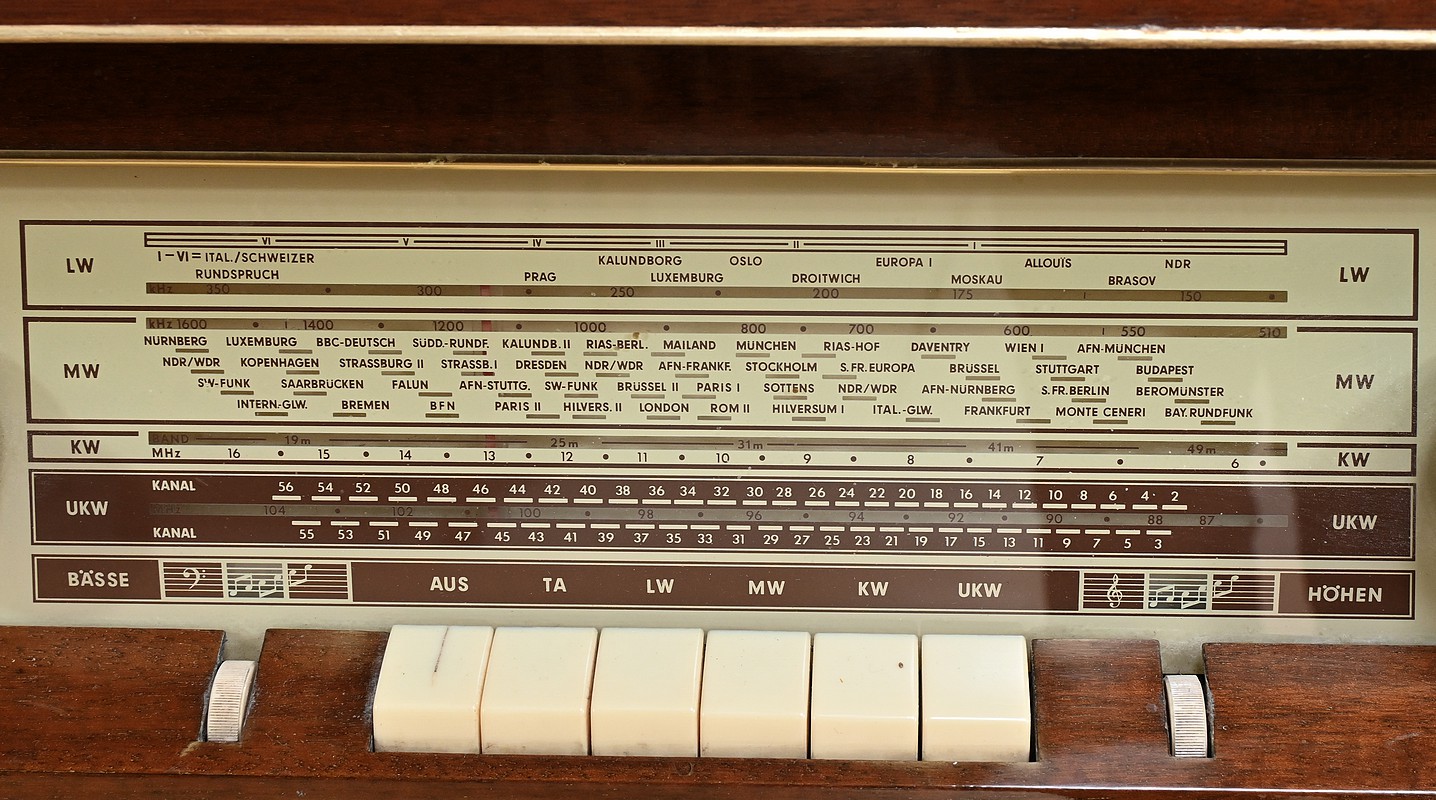 VI V IV III II I
LW I–VI= ITAL./SCHWEIZER KALUNDBORG OSLO EUROPA I ALLOUÏS NDR LW
RUNDSPRUCH PRAG LUXEMBURG DROITWICH MOSKAU BRASOV
kHz 350 300 250 200 175 150
kHz 1600 1400 1200 1000 800 700 600 550 510
NÜRNBERG LUXEMBURG BBC-DEUTSCH SÜDD.-RUNDF. KALUNDB. II RIAS-BERL. MAILAND MÜNCHEN RIAS-HOF DAVENTRY WIEN I AFN-MÜNCHEN
MW NDR/WDR KOPENHAGEN STRASSBURG II STRASSB. I DRESDEN NDR/WDR AFN-FRANKF. STOCKHOLM S.FR.EUROPA BRÜSSEL STUTTGART BUDAPEST MW
SW-FUNK SAARBRÜCKEN FALUN AFN-STUTTG. SW-FUNK BRÜSSEL II PARIS I SOTTENS NDR/WDR AFN-NÜRNBERG S.FR.BERLIN BEROMÜNSTER
INTERN-GLW. BREMEN BFN PARIS II HILVERS. II LONDON ROM II HILVERSUM I ITAL.-GLW. FRANKFURT MONTE CENERI BAY.RUNDFUNK
KW BAND 19m 25m 31m 41m 49m KW
MHz 16 15 14 13 12 11 10 9 8 7 6
KANAL 56 54 52 50 48 46 44 42 40 38 36 34 32 30 28 26 24 22 20 18 16 14 12 10 8 6 4 2
UKW MHz 104 102 100 98 96 94 92 90 88 87 UKW
KANAL 55 53 51 49 47 45 43 41 39 37 35 33 31 29 27 25 23 21 19 17 15 13 11 9 7 5 3
BÄSSE AUS TA LW MW KW UKW HÖHEN